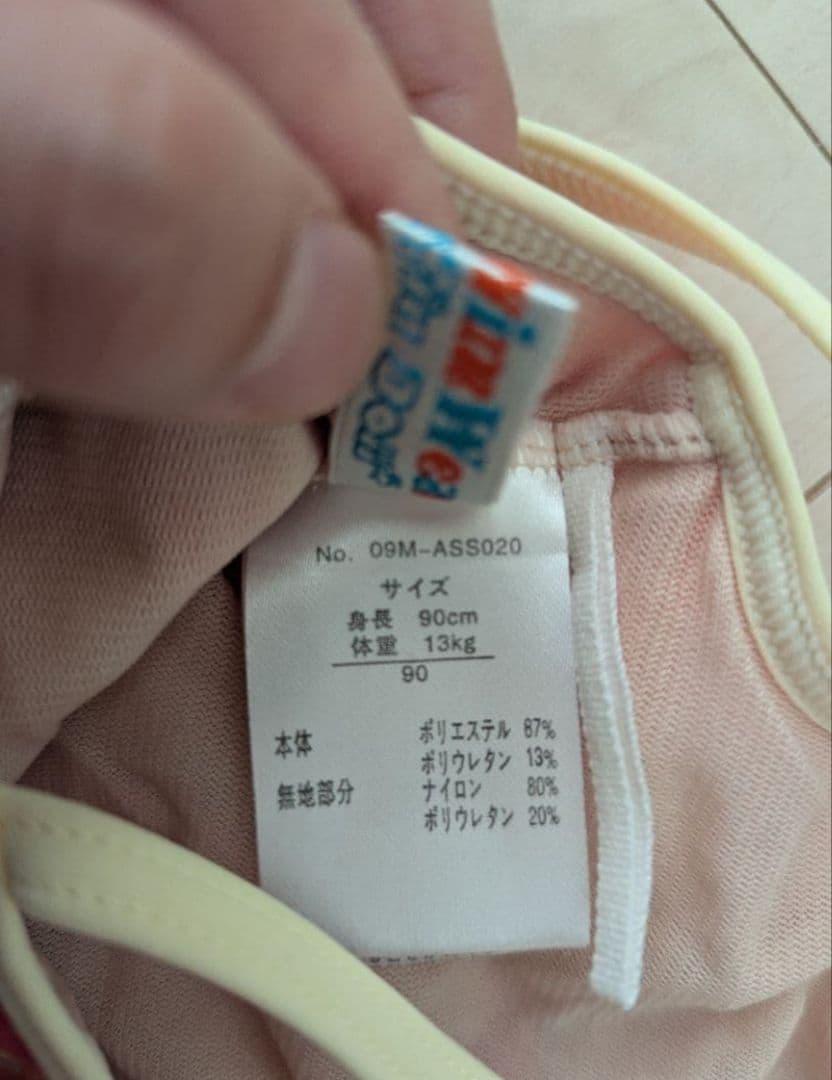 No. 09M-ASS020
サイズ
身長 90cm
体重 13kg
90
本体 ポリエステル 87%
ポリウレタン 13%
無地部分 ナイロン 80%
ポリウレタン 20%